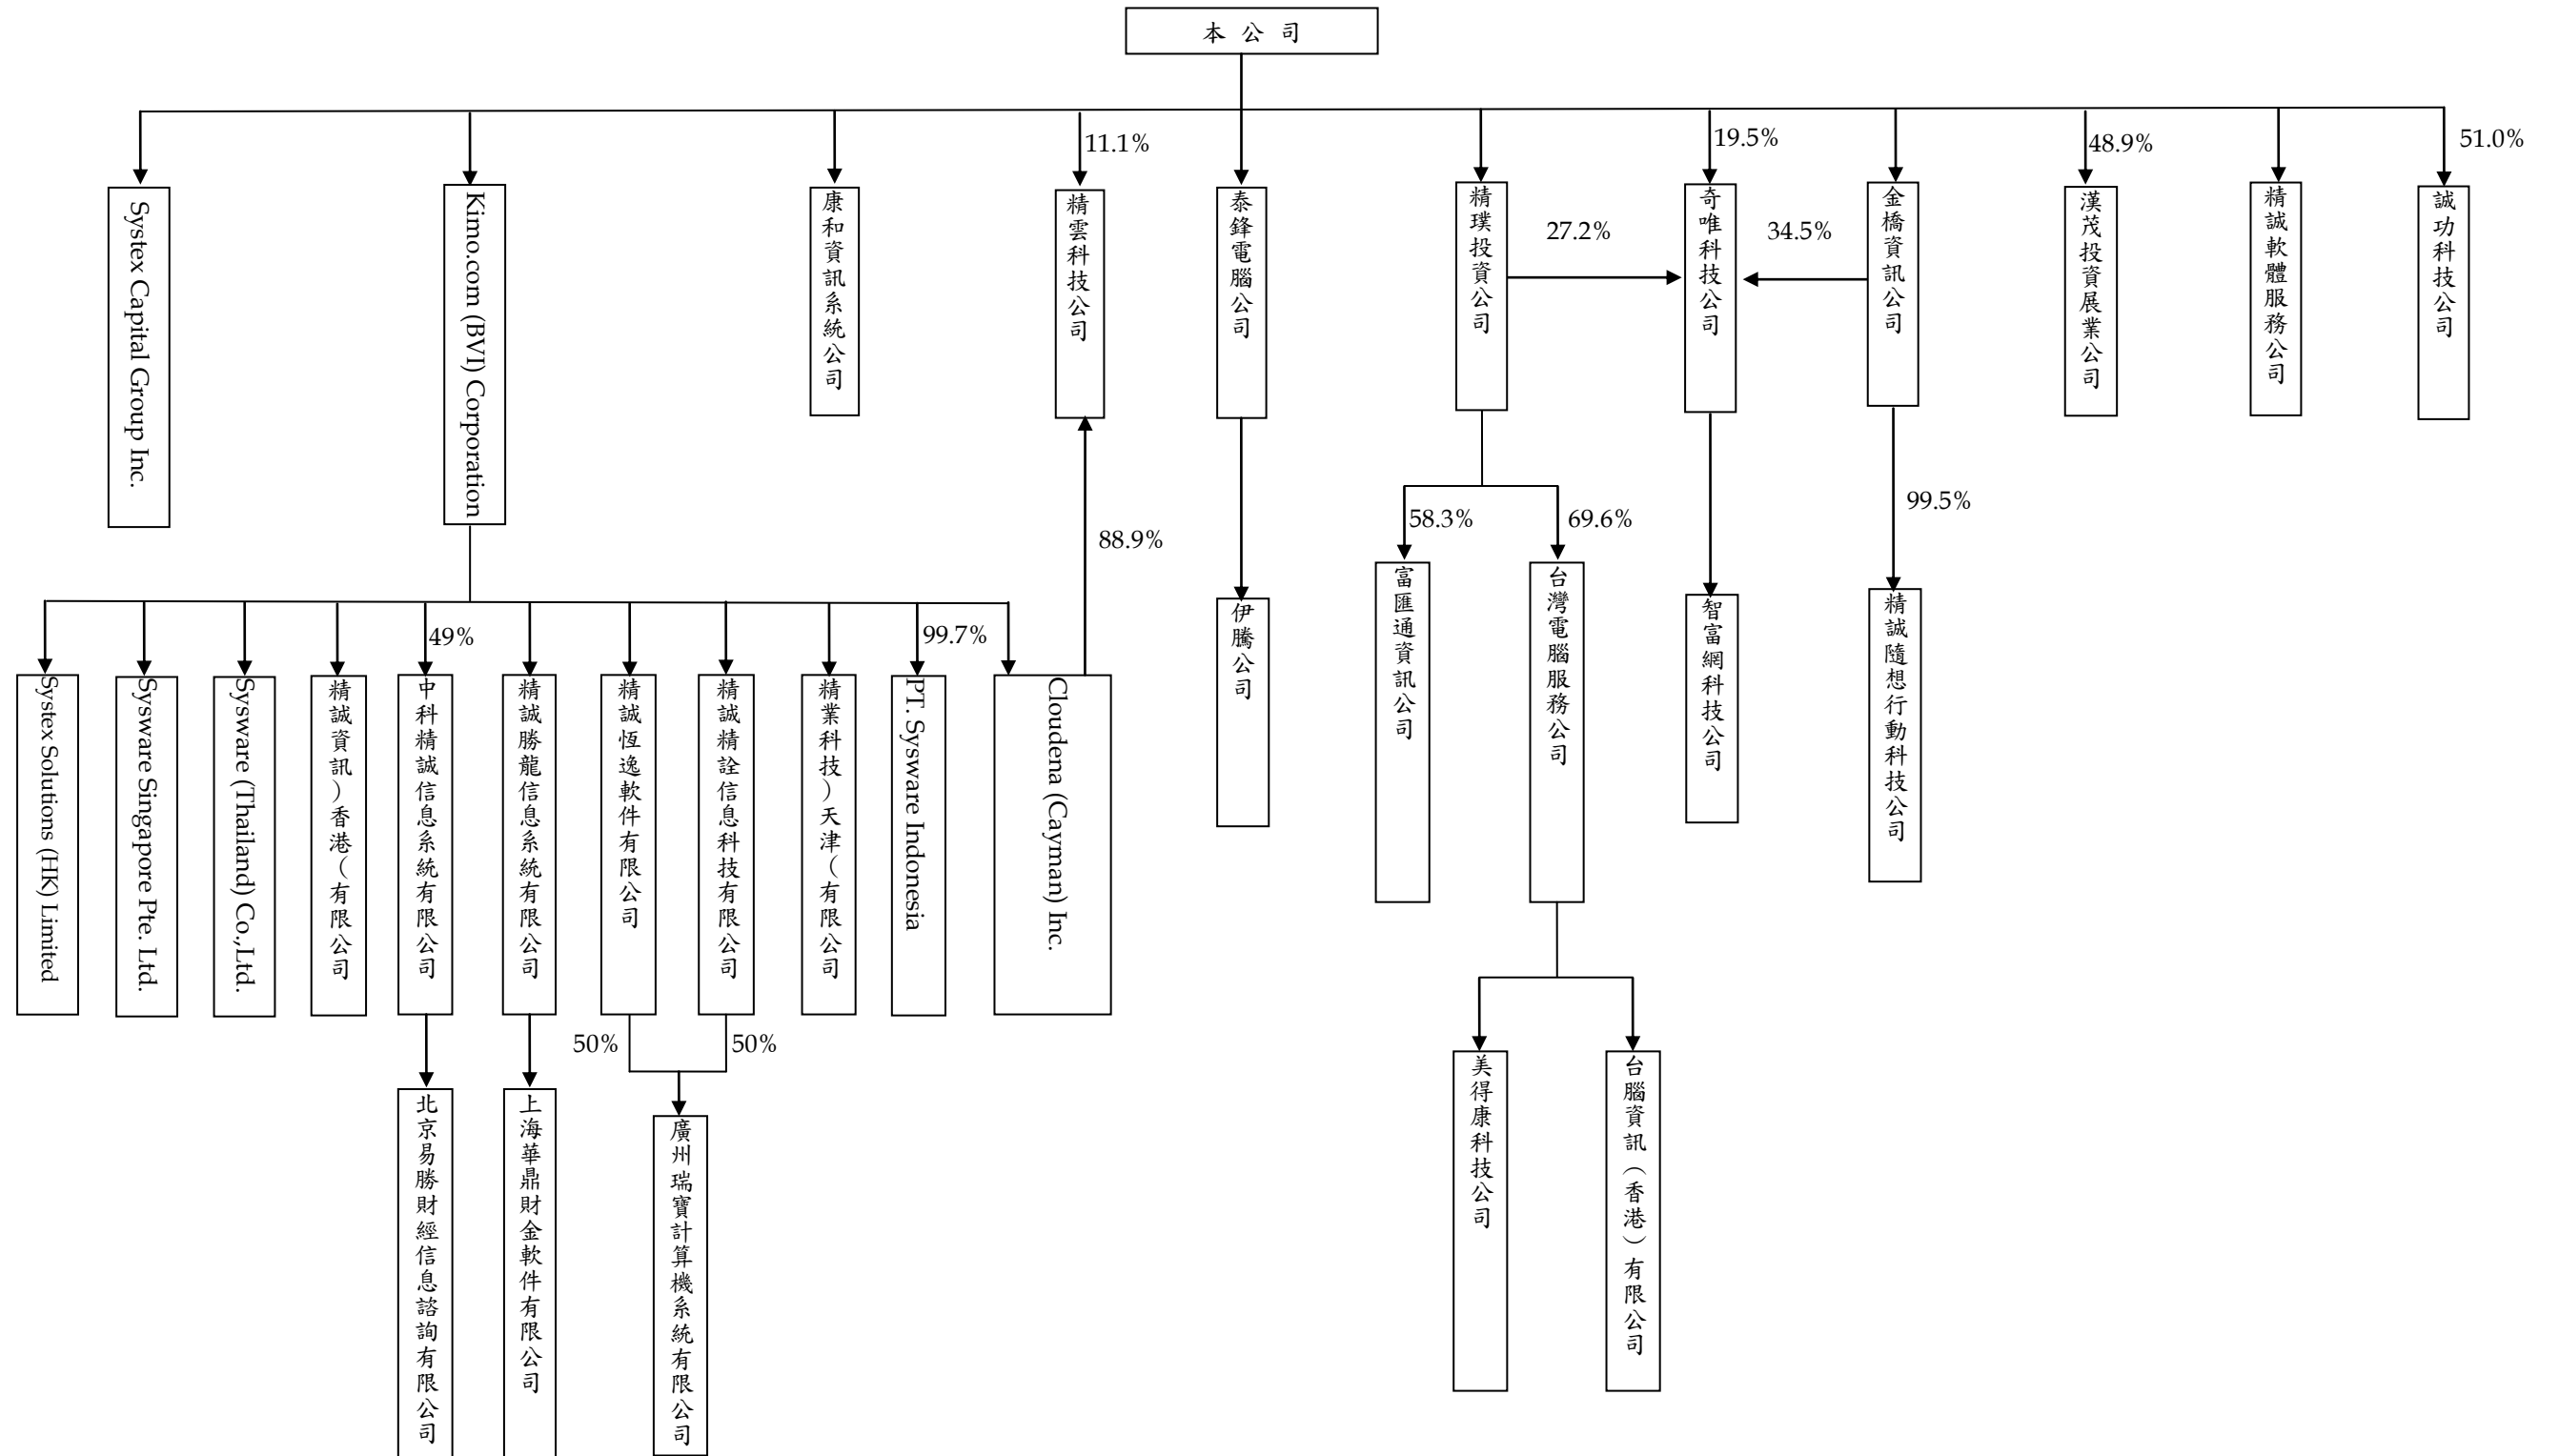 本公司
11.1%
19.5%
48.9%
51.0%
Systex Capital Group Inc.
Kimo.com (BVI) Corporation
康和資訊系統公司
精雲科技公司
泰鋒電腦公司
精璞投資公司
27.2%
奇唯科技公司
34.5%
金橋資訊公司
漢茂投資展業公司
精誠軟體服務公司
誠功科技公司
88.9%
58.3%
69.6%
99.5%
49%
99.7%
Systex Solutions (HK) Limited
Sysware Singapore Pte. Ltd.
Sysware (Thailand) Co.,Ltd.
精誠資訊）香港（有限公司
中科精誠信息系統有限公司
精誠勝龍信息系統有限公司
精誠恆逸軟件有限公司
精誠精詮信息科技有限公司
精業科技）天津（有限公司
PT. Sysware Indonesia
Cloudena (Cayman) Inc.
伊騰公司
富匯通資訊公司
台灣電腦服務公司
智富網科技公司
精誠隨想行動科技公司
50%
50%
北京易勝財經信息諮詢有限公司
上海華鼎財金軟件有限公司
廣州瑞寶計算機系統有限公司
美得康科技公司
台腦資訊（香港）有限公司